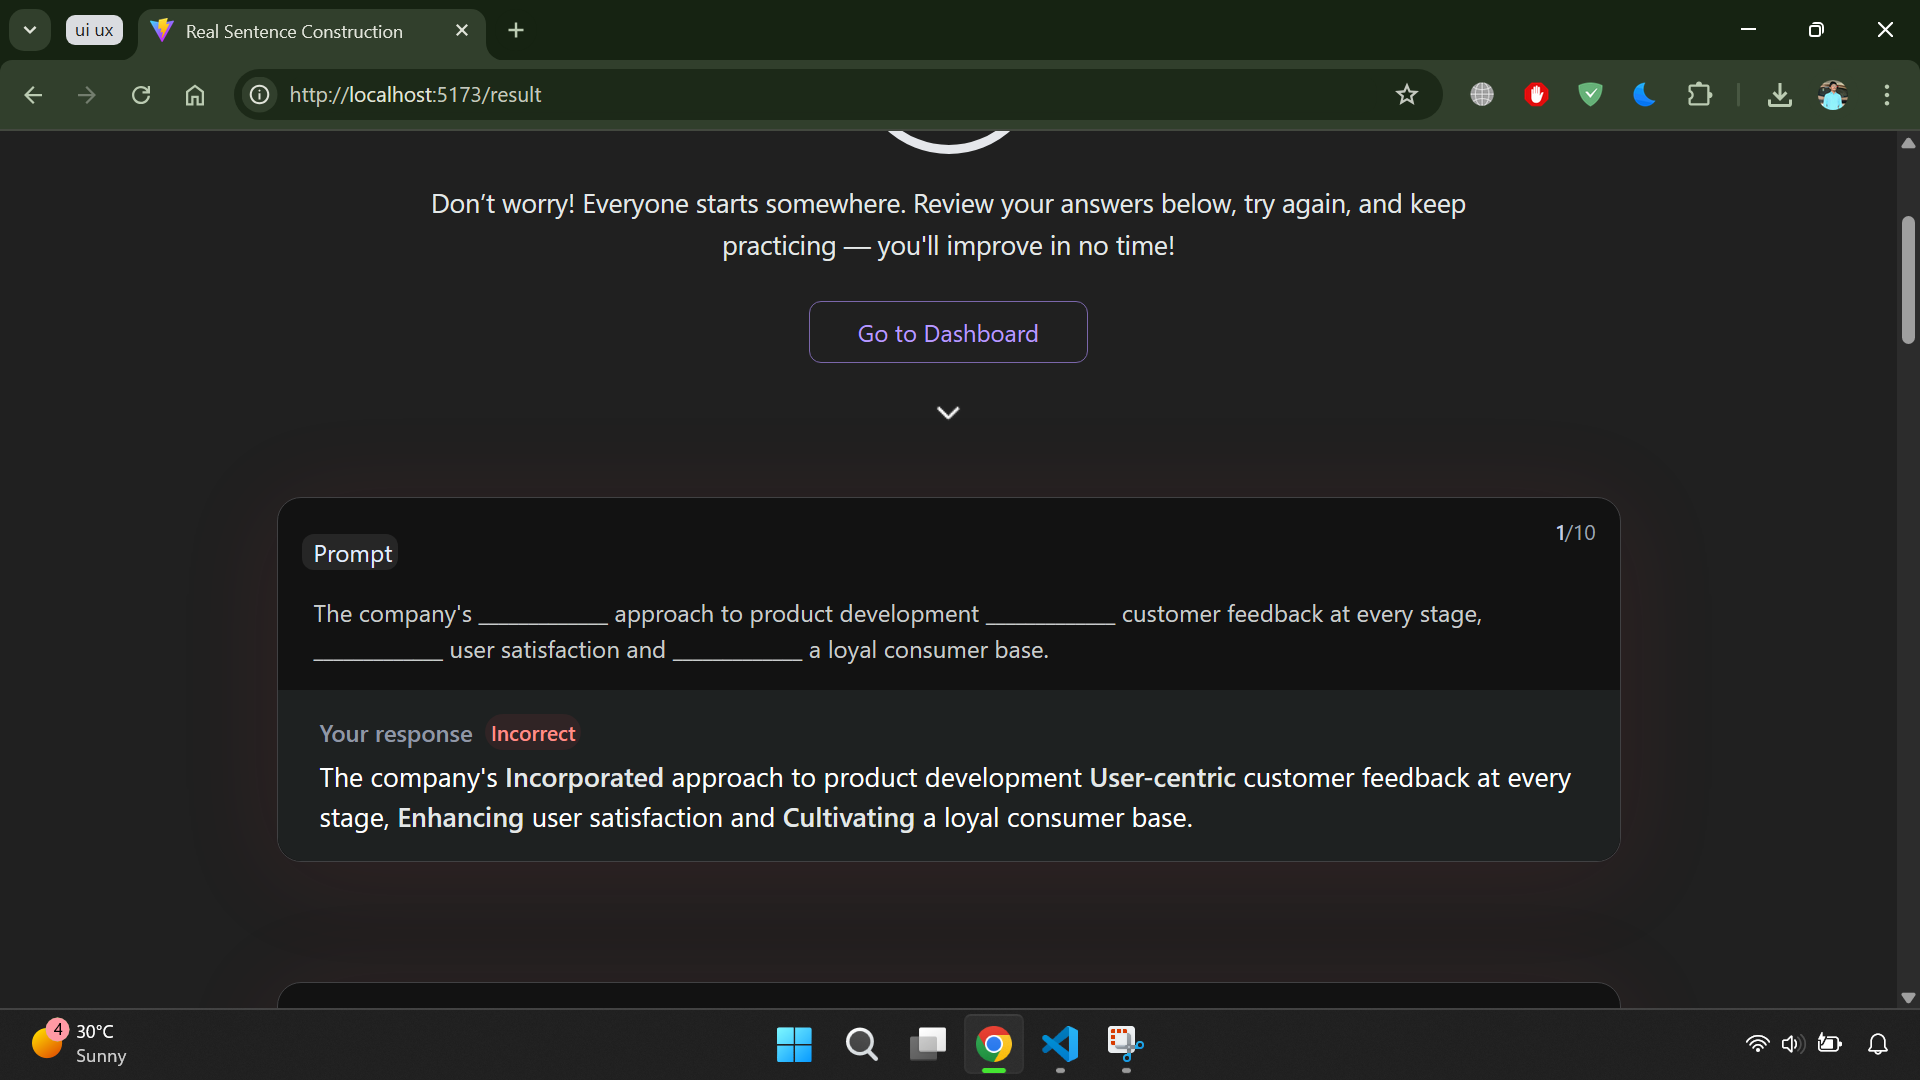 ui ux
Real Sentence Construction
http://localhost:5173/result
Don’t worry! Everyone starts somewhere. Review your answers below, try again, and keep
practicing — you'll improve in no time!
Go to Dashboard
1/10
Prompt
The company's ____________ approach to product development ____________ customer feedback at every stage,
____________ user satisfaction and ____________ a loyal consumer base.
Your response Incorrect
The company's Incorporated approach to product development User-centric customer feedback at every
stage, Enhancing user satisfaction and Cultivating a loyal consumer base.
4
30°C
Sunny